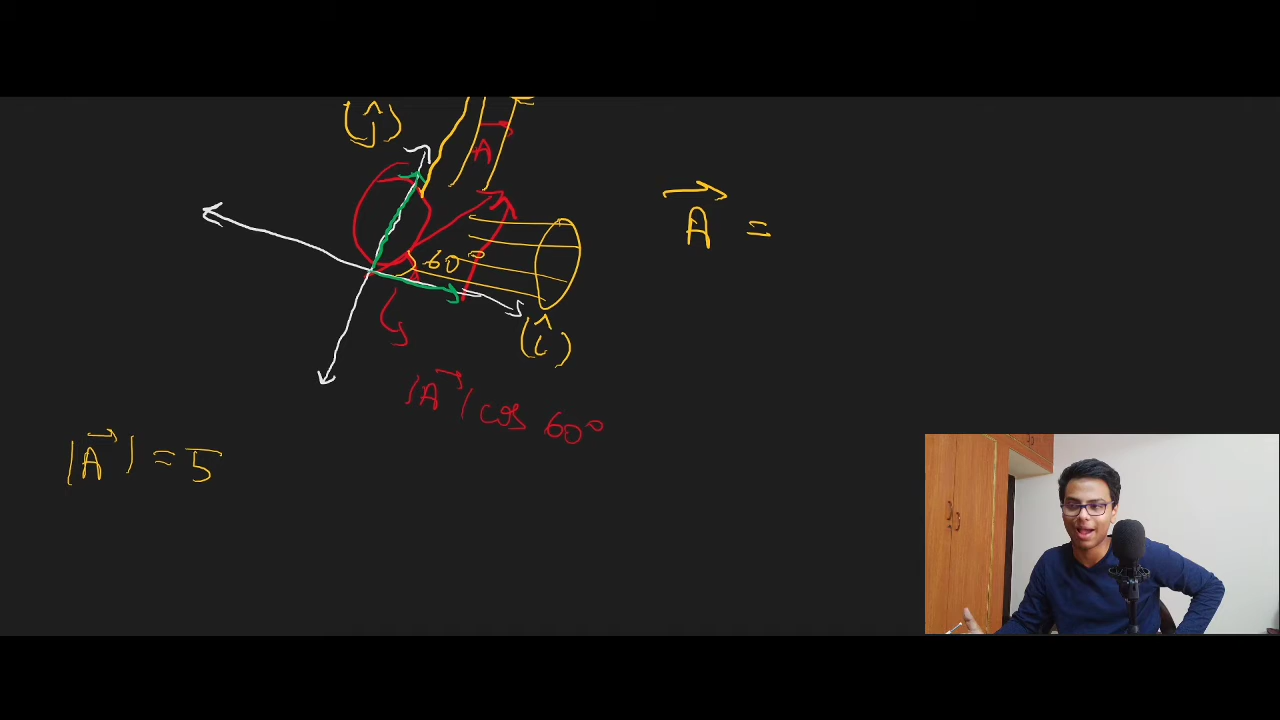 (ĵ)
A⃗
A⃗ =
60°
(î)
|A⃗| cos 60°
|A⃗| = 5